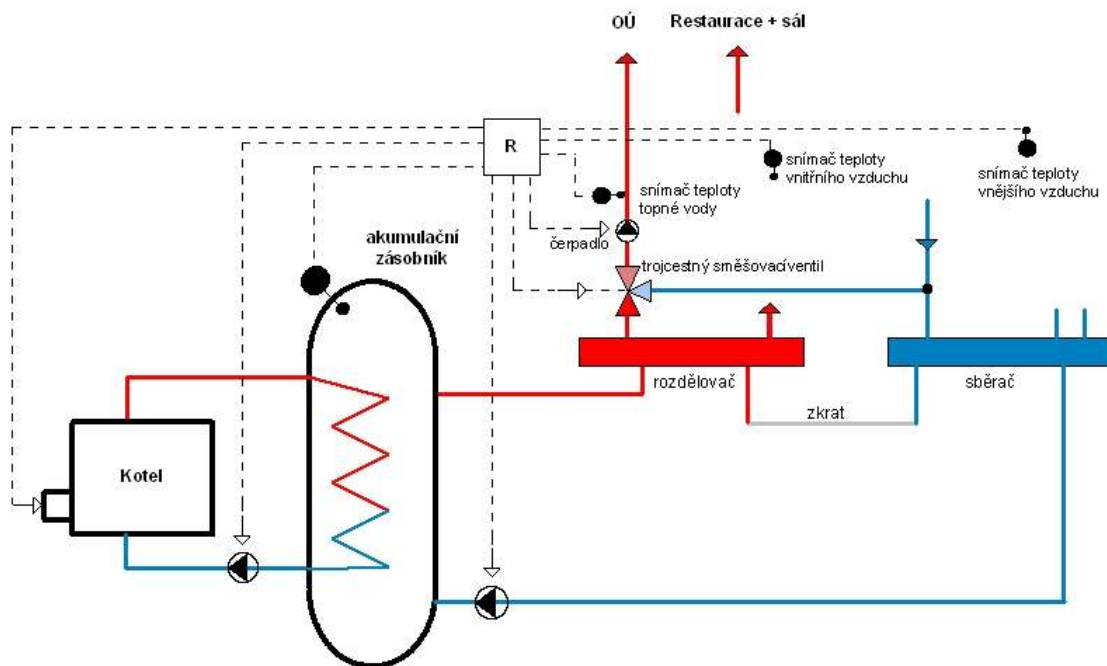 OÚ
Restaurace + sál
R
snímač teploty
vnitřního vzduchu
snímač teploty
vnějšího vzduchu
snímač teploty
topné vody
čerpadlo
akumulační
zásobník
trojcestný směšovacíventil
rozdělovač
sběrač
zkrat
Kotel